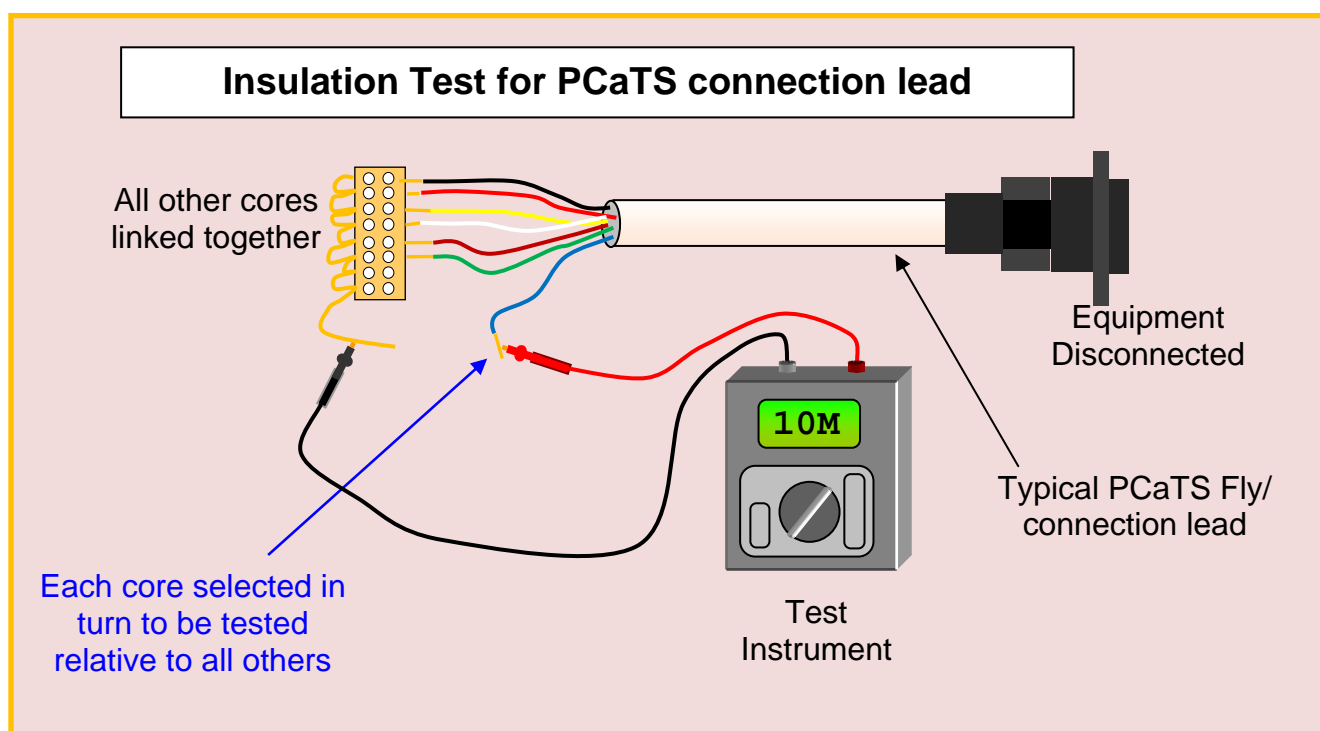 Insulation Test for PCaTS connection lead
All other cores
linked together
Equipment
Disconnected
10M
Typical PCaTS Fly/
connection lead
Each core selected in
turn to be tested
relative to all others
Test
Instrument